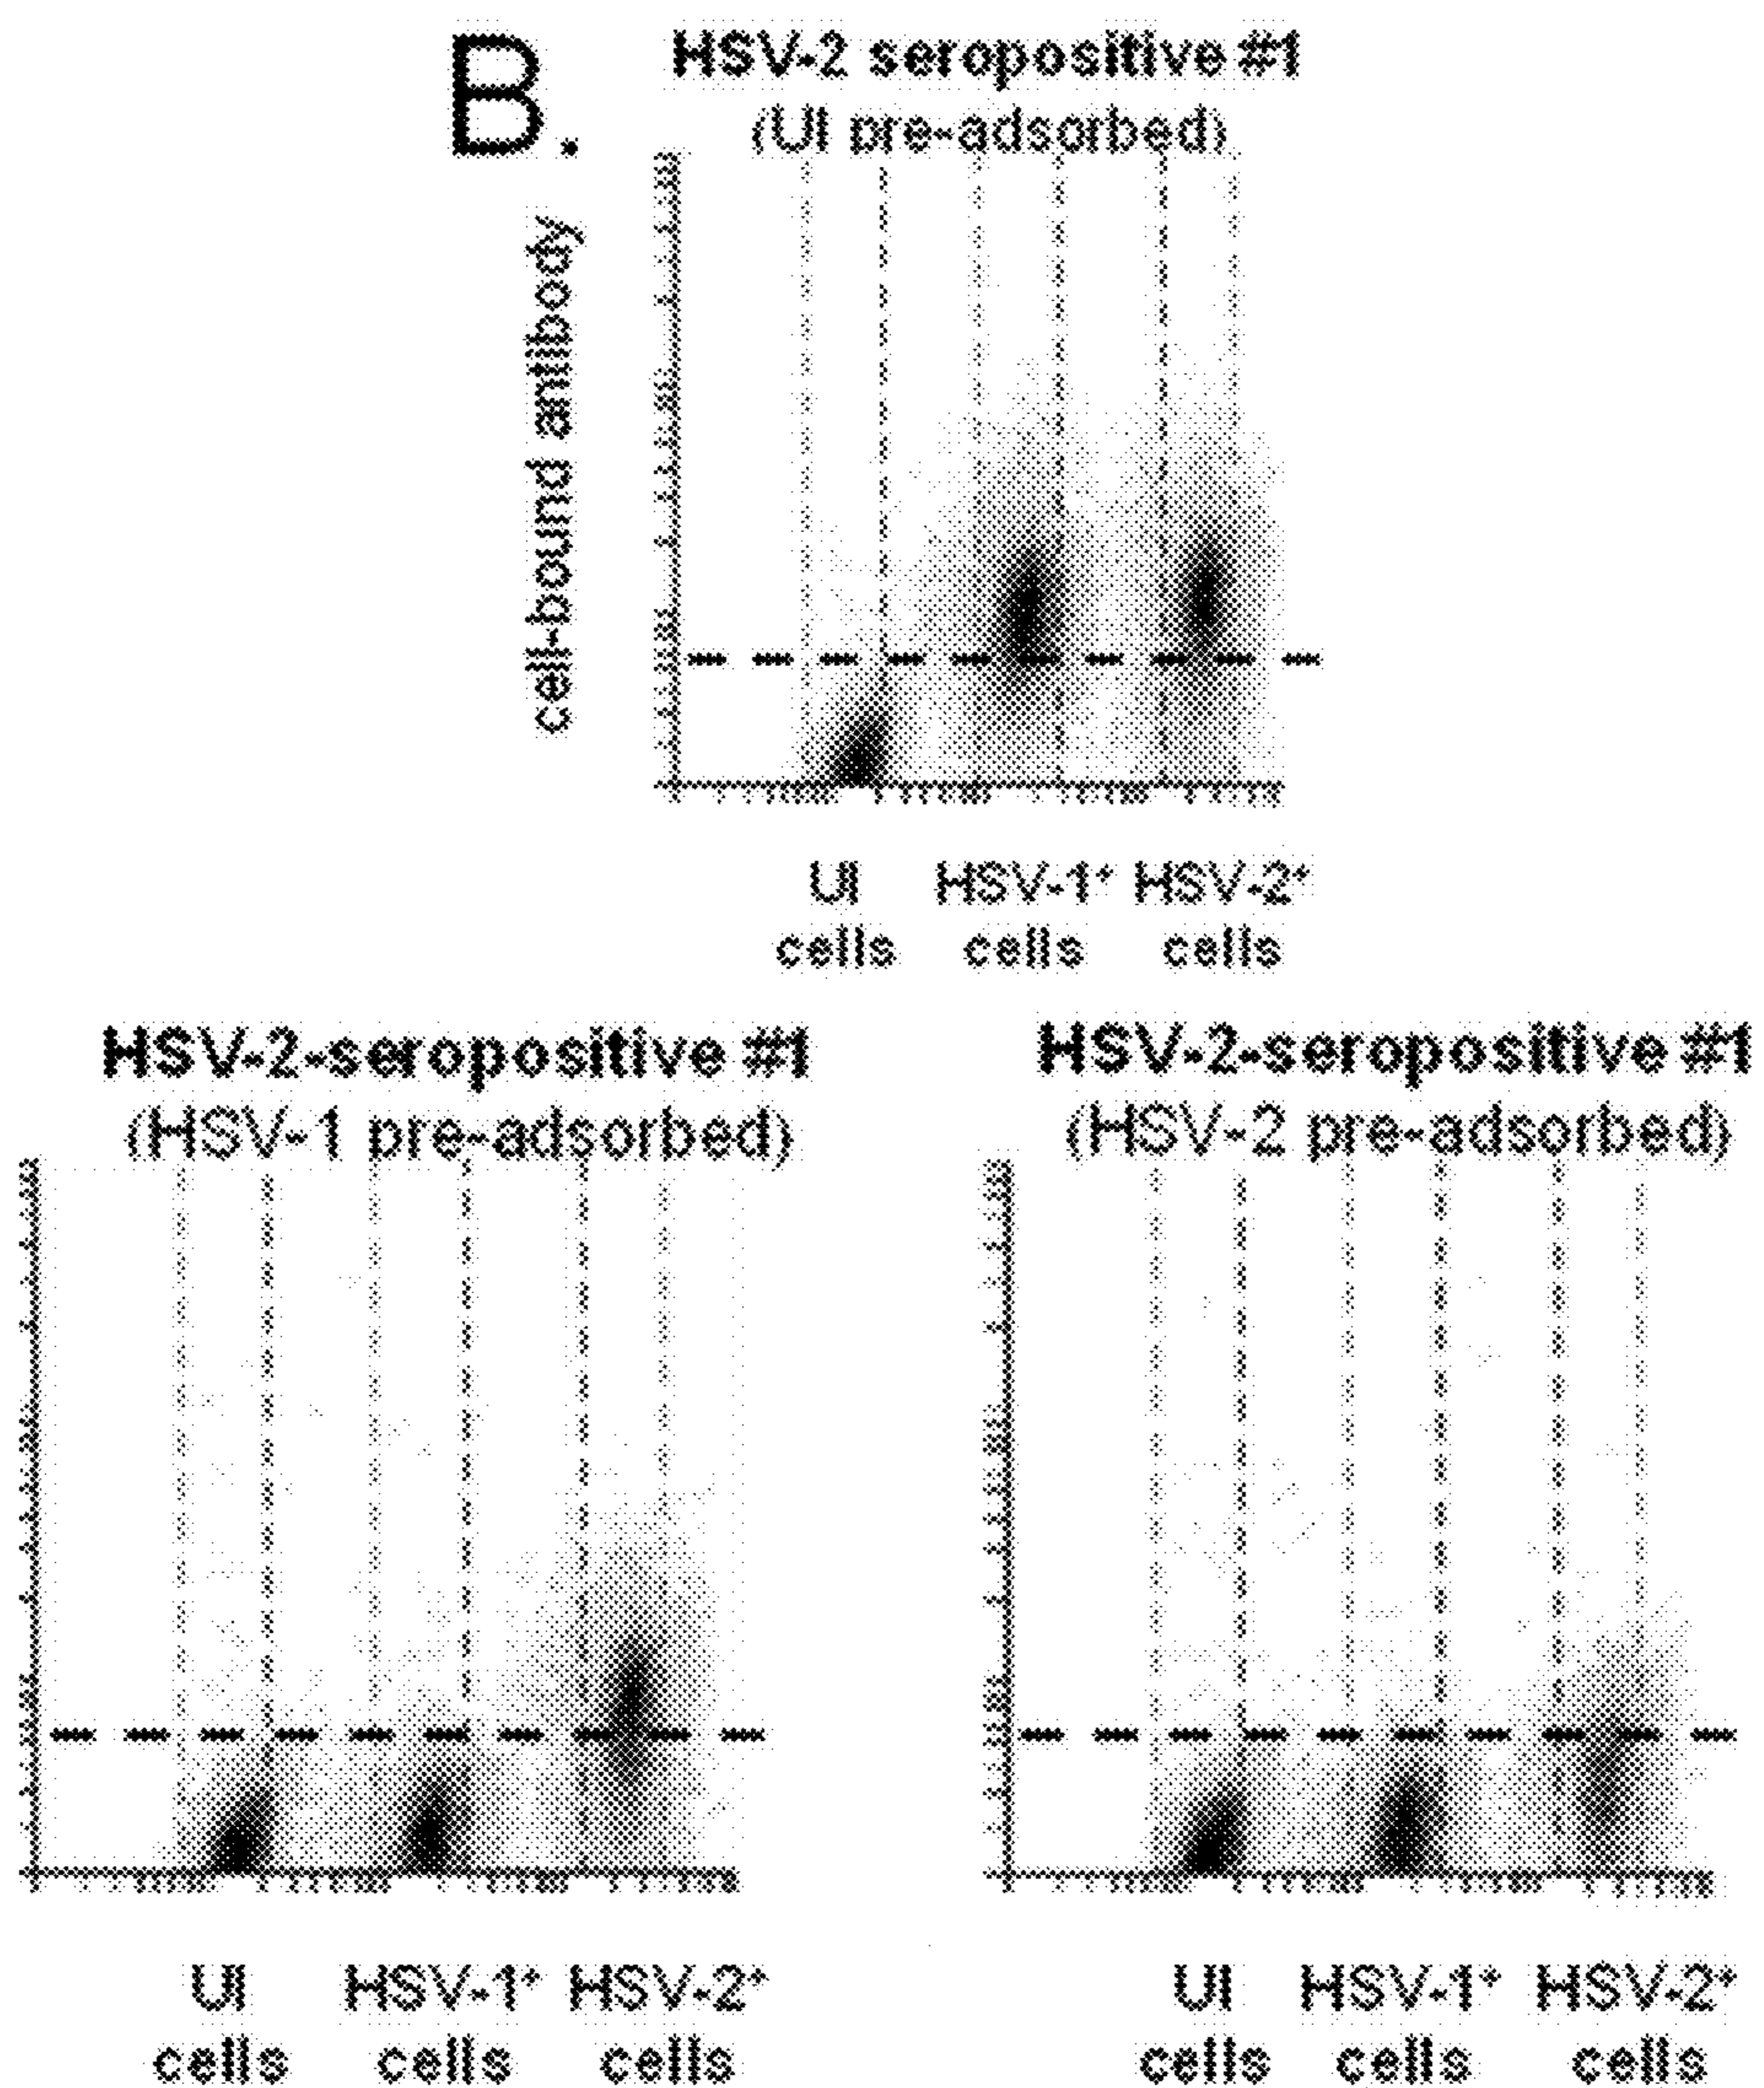 B.
HSV-2 seropositive #1
(UI pre-adsorbed)
cell-bound antibody
UI HSV-1⁺ HSV-2⁺
cells cells cells
HSV-2-seropositive #1
(HSV-1 pre-adsorbed)
UI HSV-1⁺ HSV-2⁺
cells cells cells
HSV-2-seropositive #1
(HSV-2 pre-adsorbed)
UI HSV-1⁺ HSV-2⁺
cells cells cells